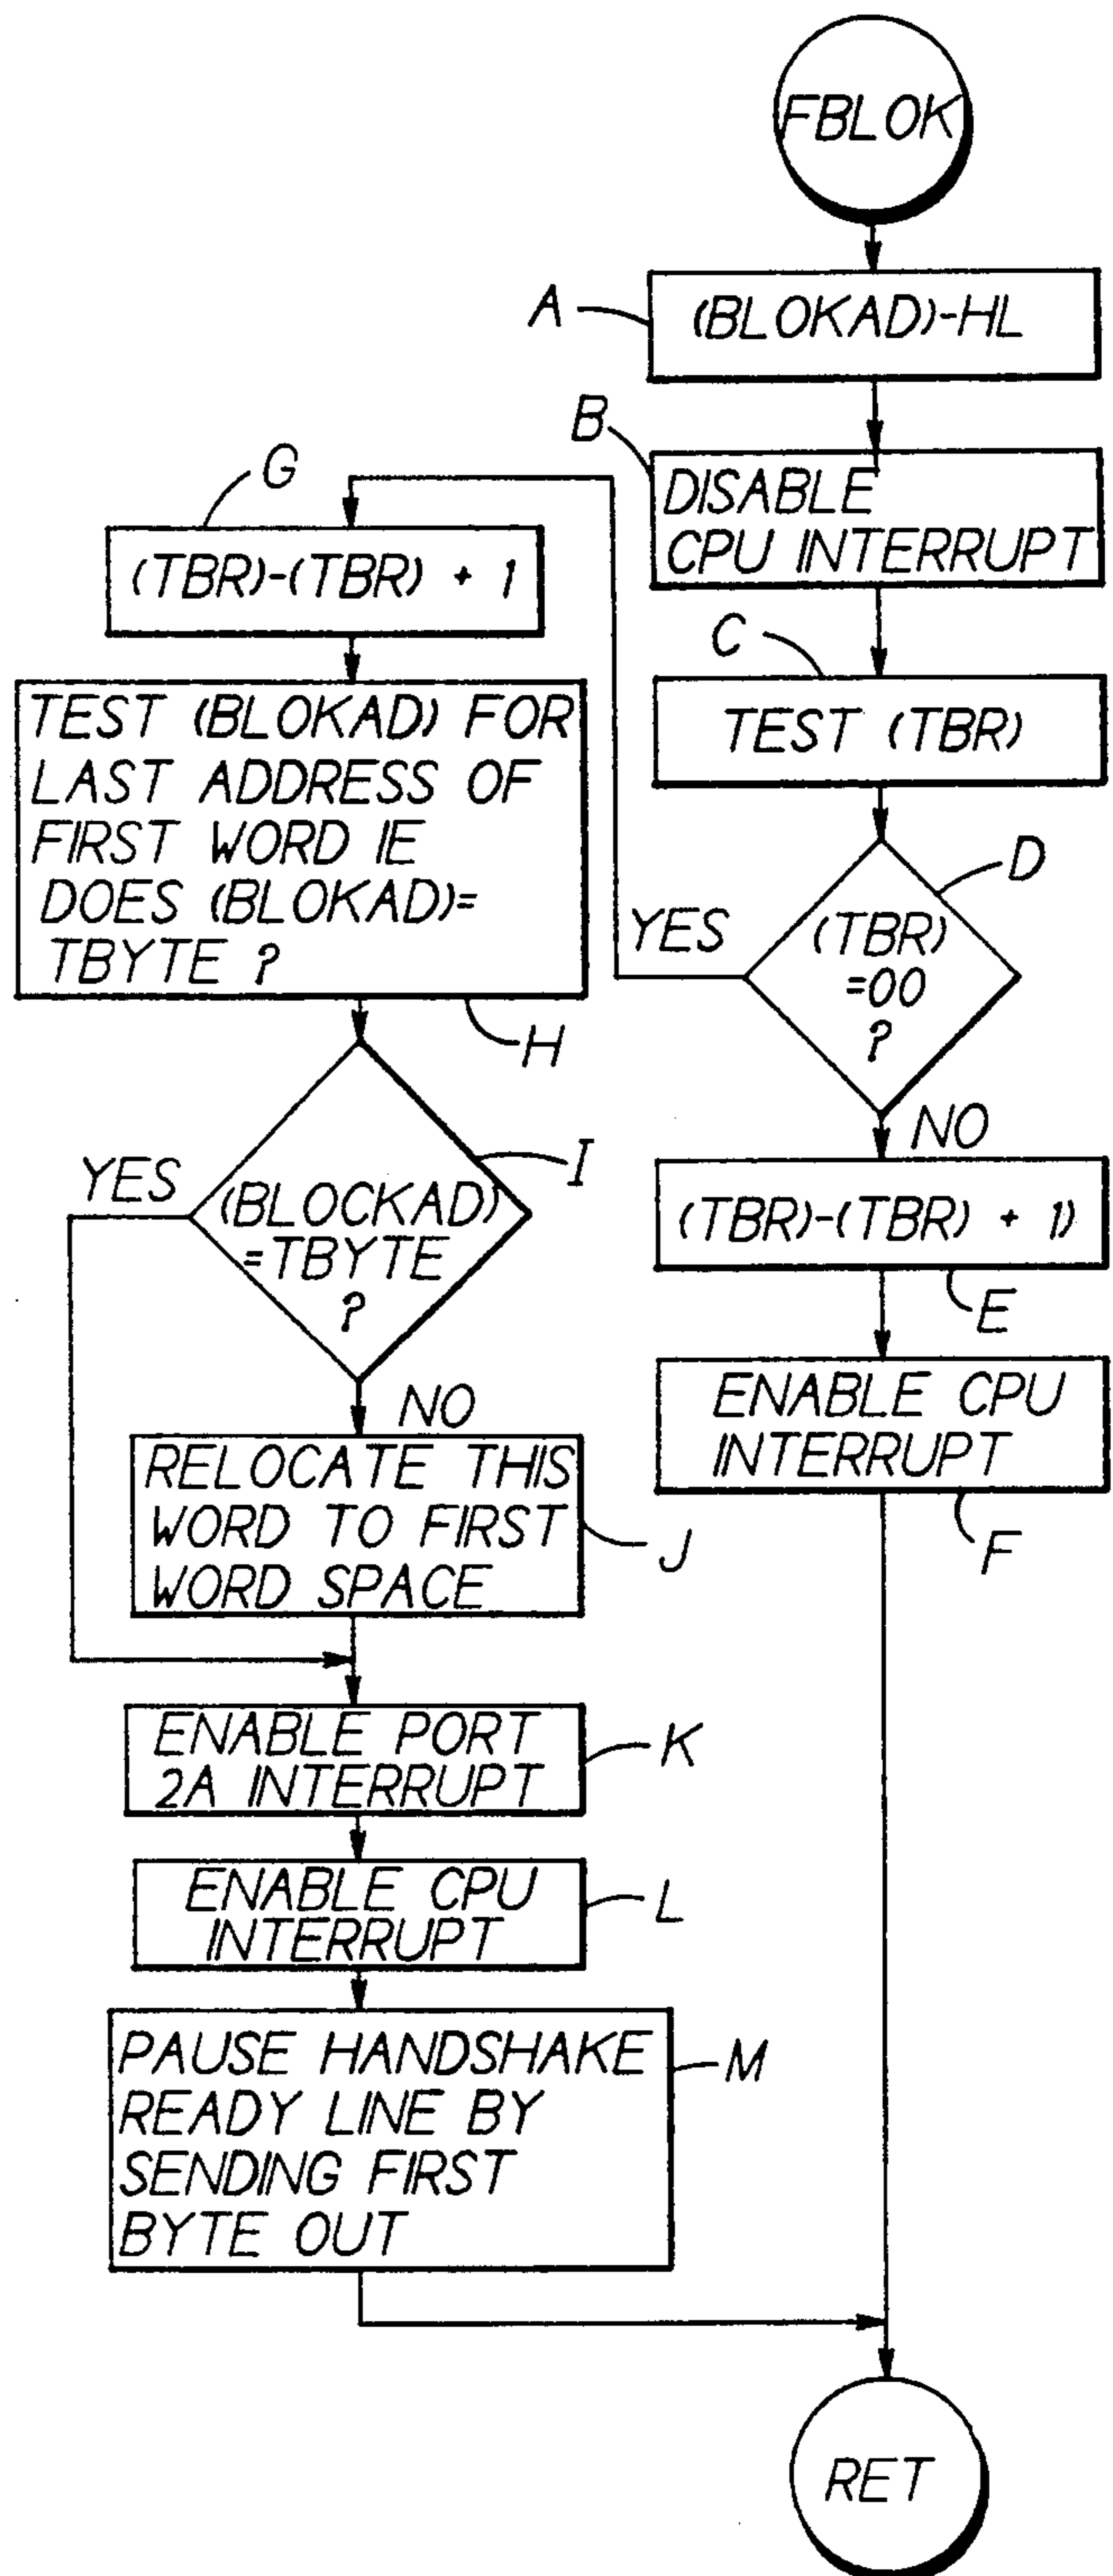 FBLOK
A
(BLOKAD)-HL
B
DISABLE
CPU INTERRUPT
C
TEST (TBR)
D
(TBR)
=00
?
YES
NO
(TBR)-(TBR) + 1)
E
ENABLE CPU
INTERRUPT
F
G
(TBR)-(TBR) + 1
TEST (BLOKAD) FOR
LAST ADDRESS OF
FIRST WORD IE
DOES (BLOKAD)=
TBYTE ?
H
I
YES
(BLOCKAD)
=TBYTE
?
NO
RELOCATE THIS
WORD TO FIRST
WORD SPACE
J
ENABLE PORT
2A INTERRUPT
K
ENABLE CPU
INTERRUPT
L
PAUSE HANDSHAKE
READY LINE BY
SENDING FIRST
BYTE OUT
M
RET